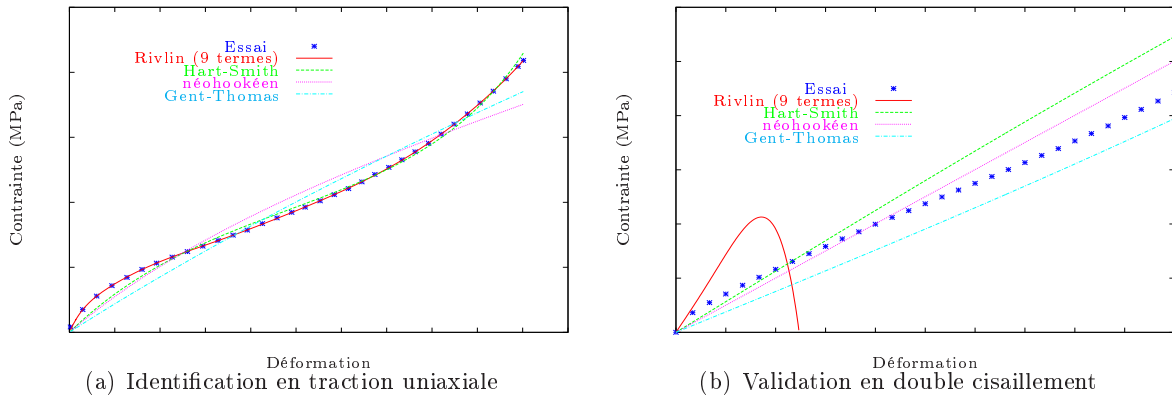 Essai
Rivlin (9 termes)
Hart-Smith
néohookéen
Gent-Thomas
Contrainte (MPa)
Déformation
(a) Identification en traction uniaxiale
Essai
Rivlin (9 termes)
Hart-Smith
néohookéen
Gent-Thomas
Contrainte (MPa)
Déformation
(b) Validation en double cisaillement